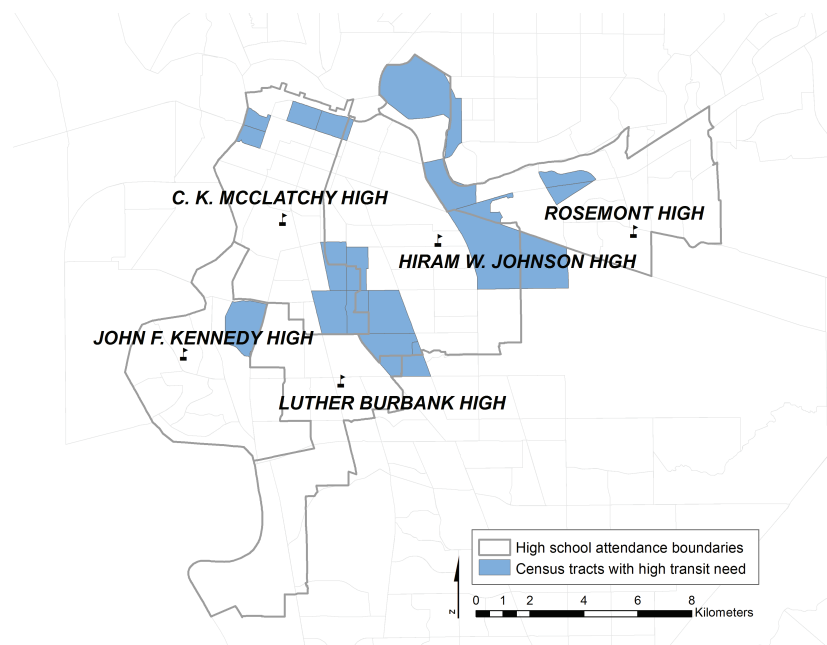 C. K. MCCLATCHY HIGH
ROSEMONT HIGH
HIRAM W. JOHNSON HIGH
JOHN F. KENNEDY HIGH
LUTHER BURBANK HIGH
High school attendance boundaries
Census tracts with high transit need
N
0 1 2 4 6 8
Kilometers